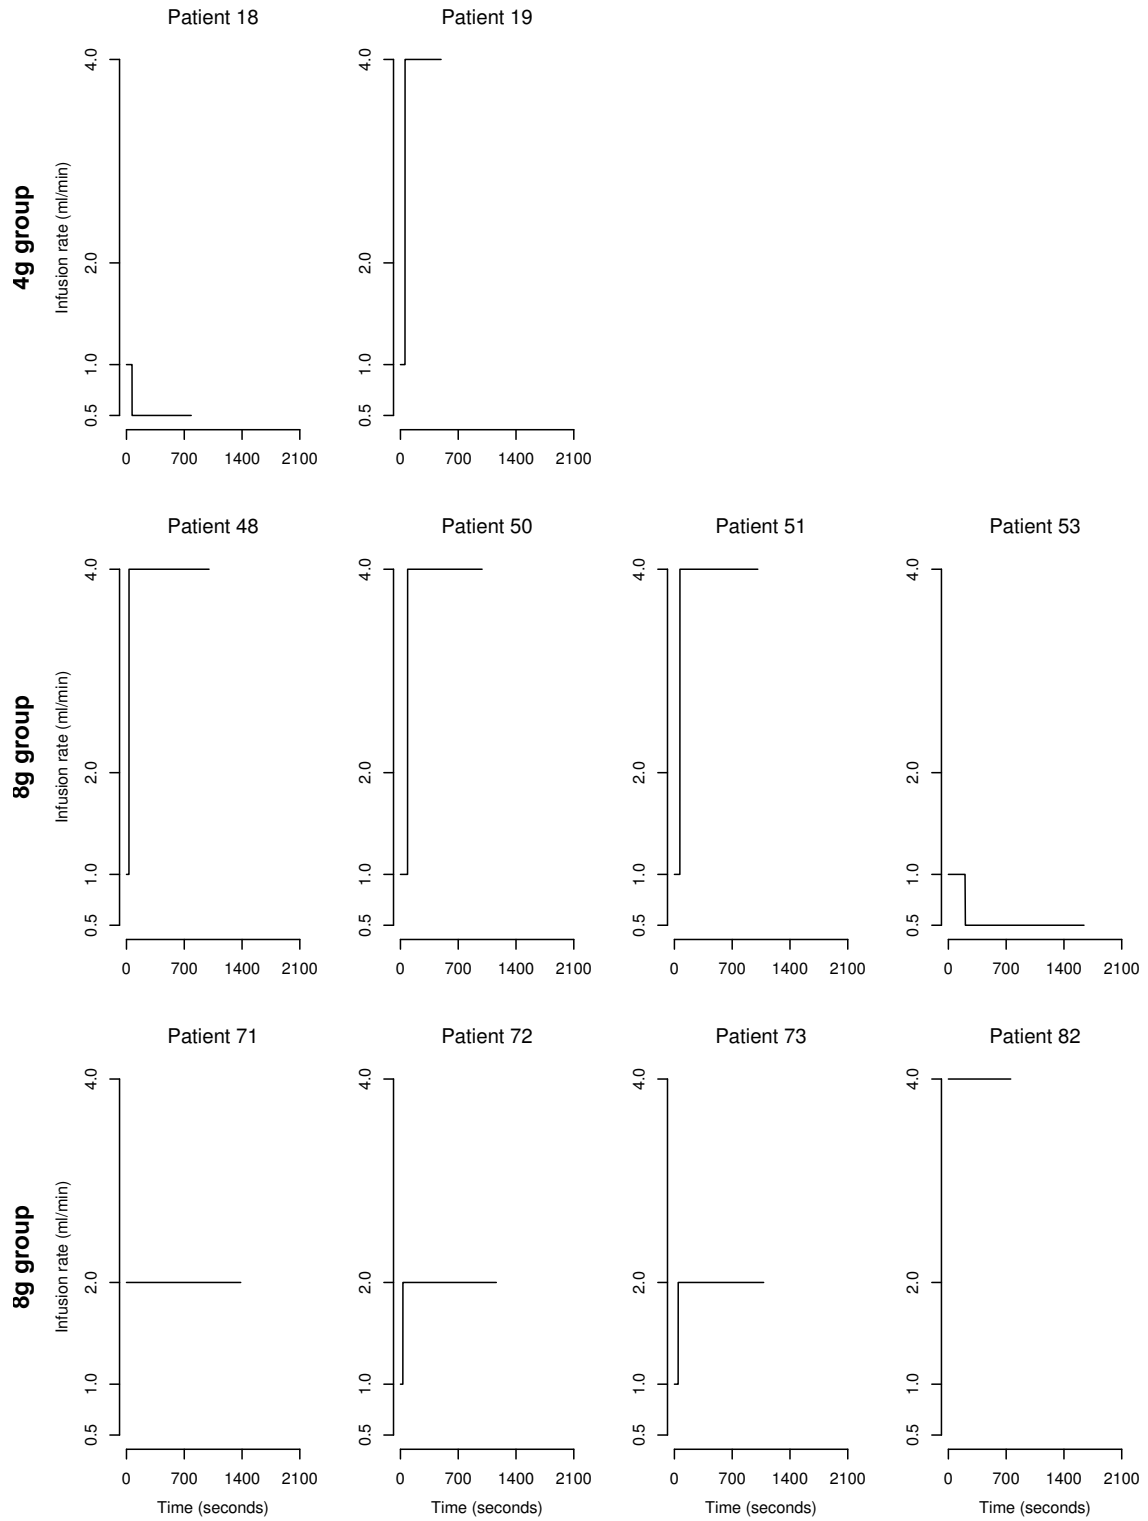 Patient 18
Patient 19
4g group
Infusion rate (ml/min)
4.0
2.0
1.0
0.5
0 700 1400 2100
4.0
2.0
1.0
0.5
0 700 1400 2100
Patient 48
Patient 50
Patient 51
Patient 53
8g group
Infusion rate (ml/min)
4.0
2.0
1.0
0.5
0 700 1400 2100
4.0
2.0
1.0
0.5
0 700 1400 2100
4.0
2.0
1.0
0.5
0 700 1400 2100
4.0
2.0
1.0
0.5
0 700 1400 2100
Patient 71
Patient 72
Patient 73
Patient 82
8g group
Infusion rate (ml/min)
4.0
2.0
1.0
0.5
0 700 1400 2100
Time (seconds)
4.0
2.0
1.0
0.5
0 700 1400 2100
Time (seconds)
4.0
2.0
1.0
0.5
0 700 1400 2100
Time (seconds)
4.0
2.0
1.0
0.5
0 700 1400 2100
Time (seconds)